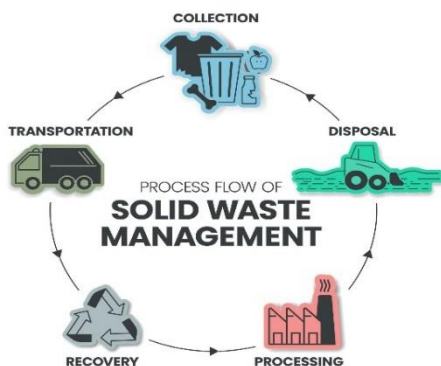 COLLECTION
TRANSPORTATION
DISPOSAL
PROCESS FLOW OF
SOLID WASTE
MANAGEMENT
RECOVERY
PROCESSING